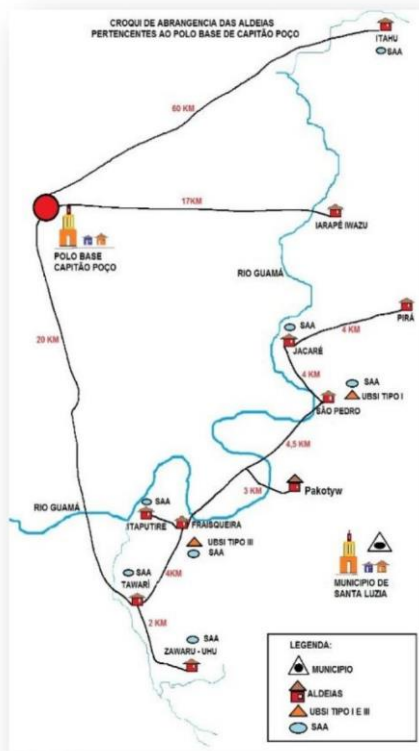 CROQUI DE ABRANGENCIA DAS ALDEIAS
PERTENCENTES AO POLO BASE DE CAPITÃO POÇO
ITAHU
SAA
60 KM
17KM
IARAPÉ IWAZU
POLO BASE
CAPITÃO POÇO
RIO GUAMÁ
20 KM
PIRÁ
SAA
4 KM
JACARÉ
4 KM
SAA
UBSI TIPO I
SÃO PEDRO
4,5 KM
3 KM
Pakotyw
RIO GUAMÁ
SAA
ITAPUTIRE
FRAISQUEIRA
UBSI TIPO III
SAA
MUNICIPIO DE
SANTA LUZIA
SAA
4KM
TAWARÍ
2 KM
SAA
ZAWARU - UHU
LEGENDA:
MUNICIPIO
ALDEIAS
UBSI TIPO I E III
SAA